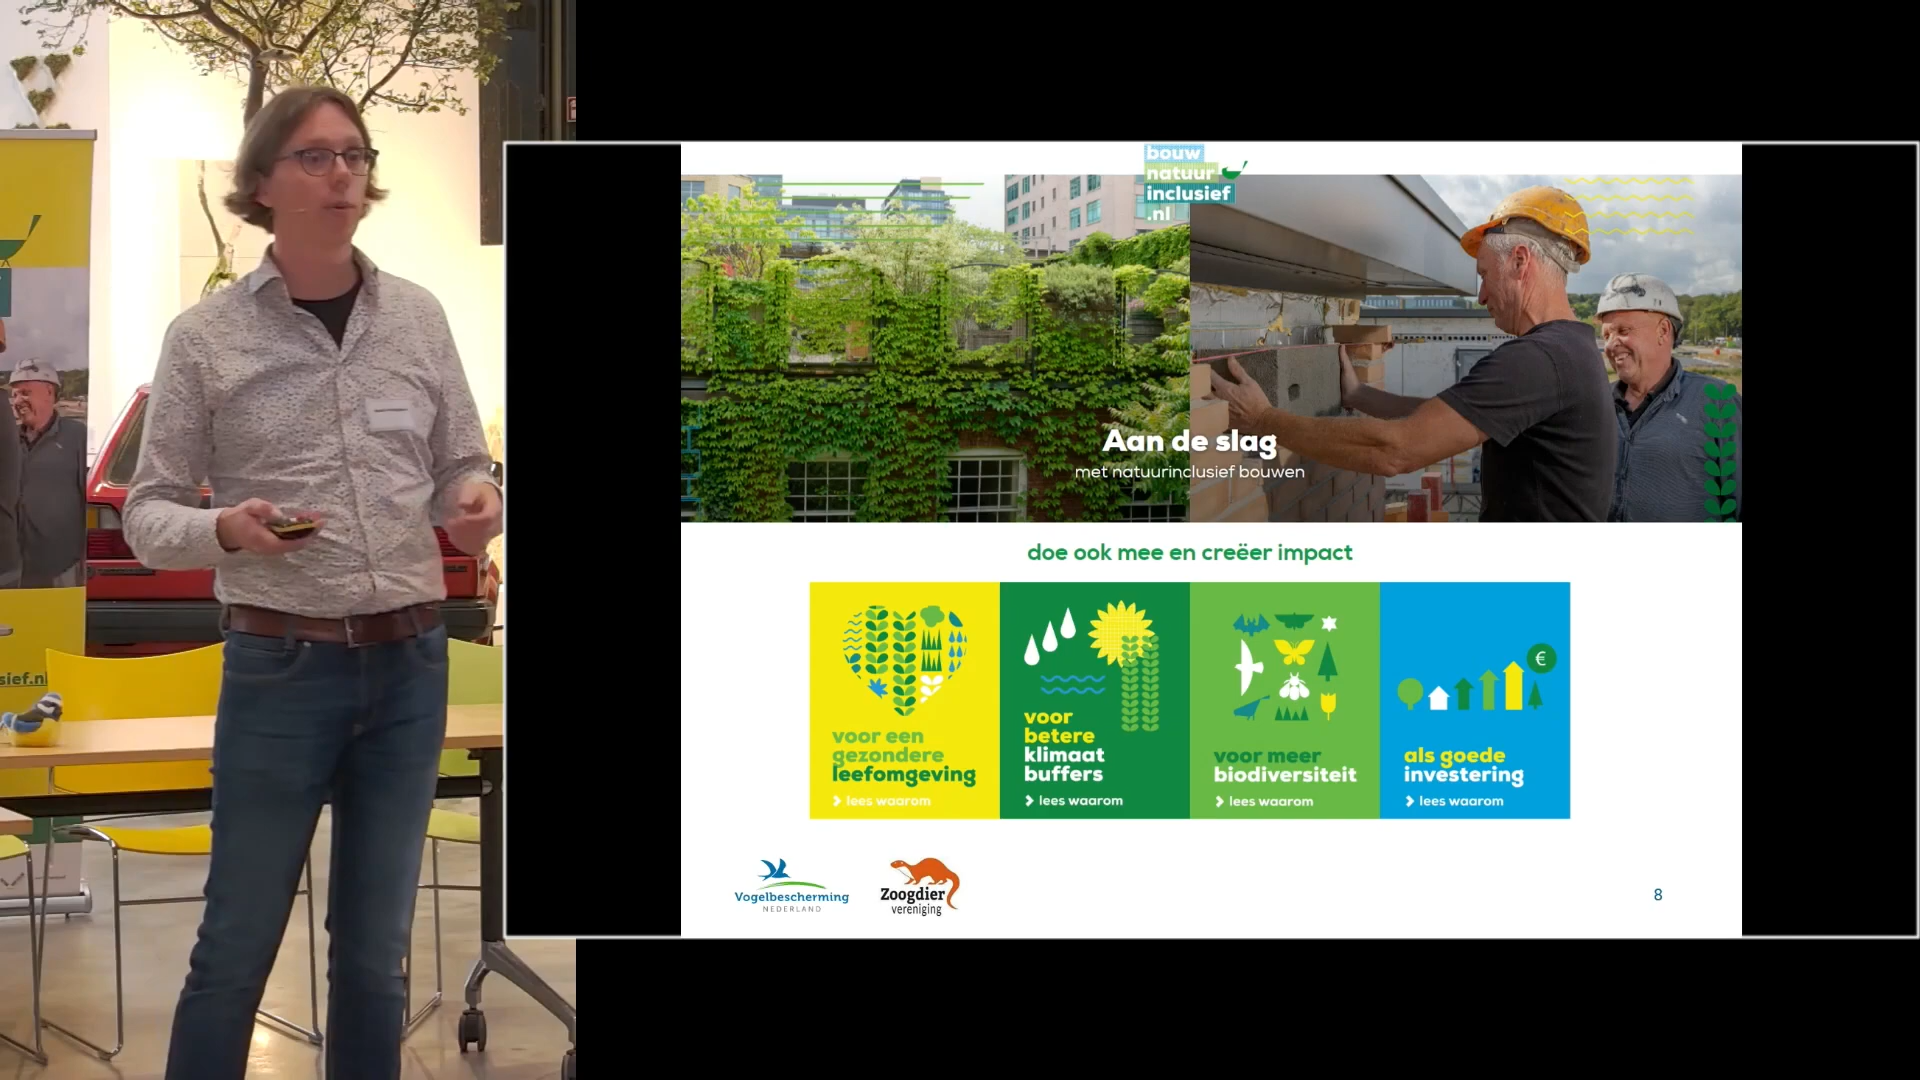 bouw
natuur
inclusief
.nl
Aan de slag
met natuurinclusief bouwen
doe ook mee en creëer impact
voor een
gezondere
leefomgeving
lees waarom
voor
betere
klimaat
buffers
lees waarom
voor meer
biodiversiteit
lees waarom
als goede
investering
€
lees waarom
Vogelbescherming
NEDERLAND
Zoogdier
vereniging
8
sief.nl